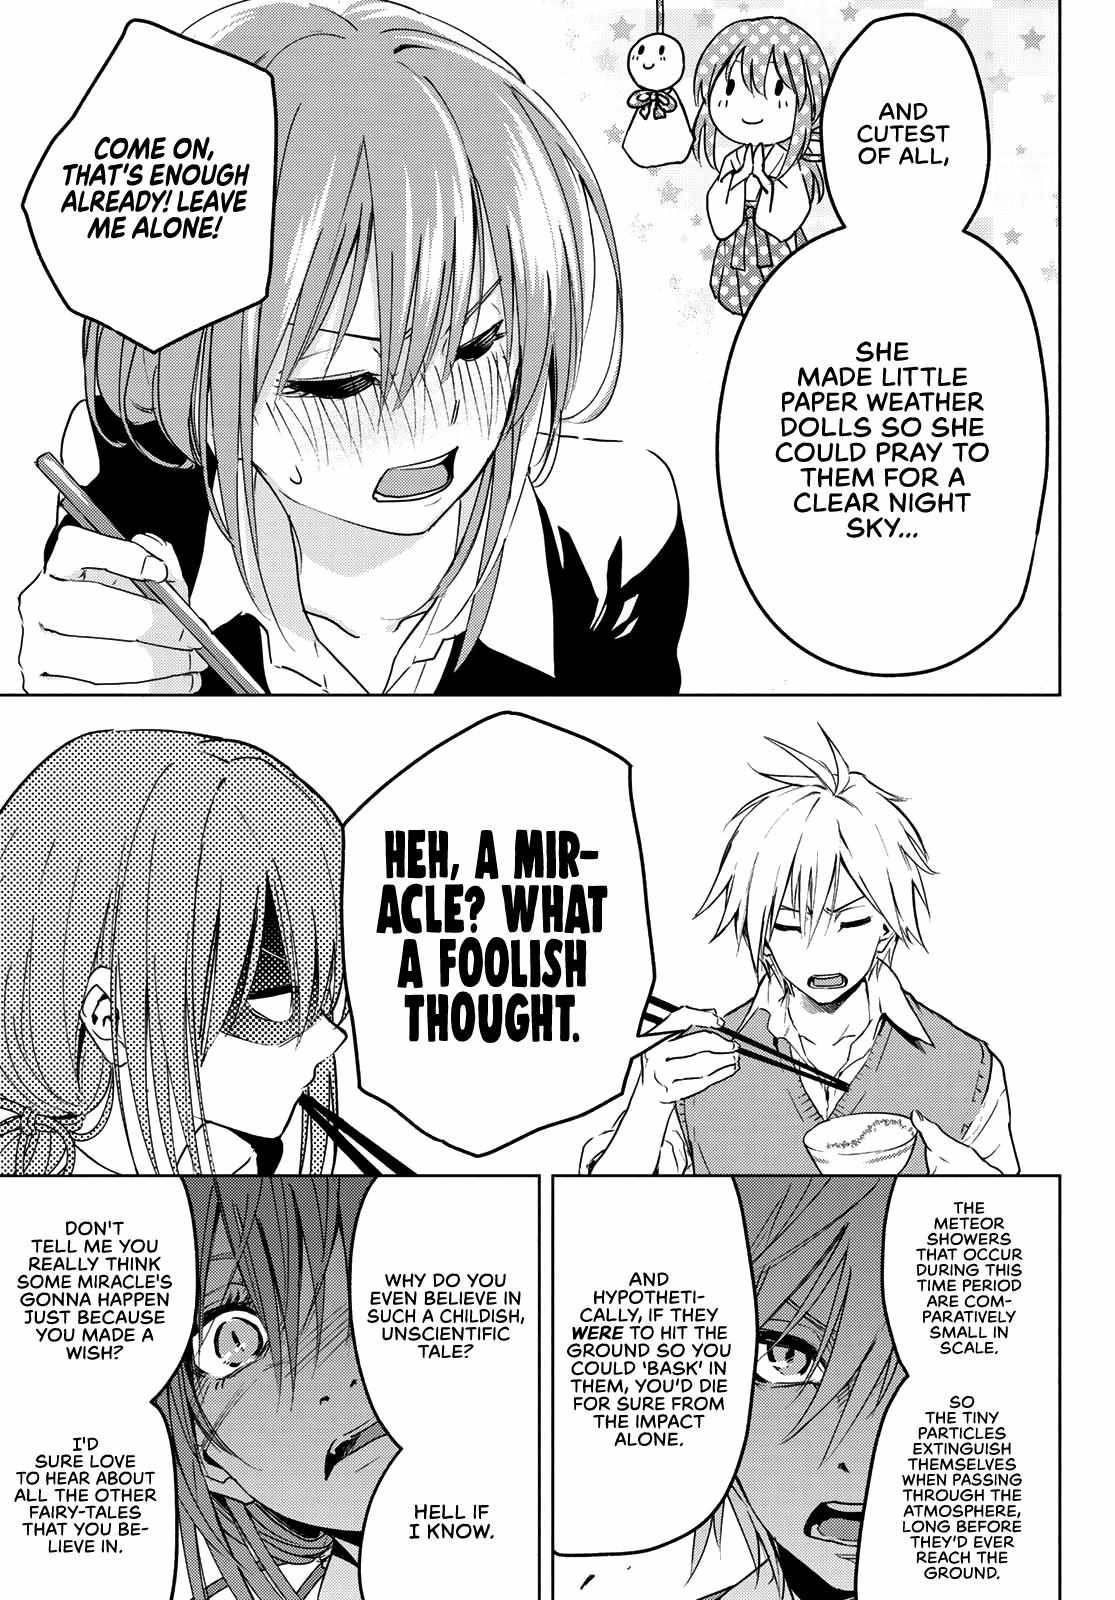 AND
CUTEST
OF ALL,
SHE
MADE LITTLE
PAPER WEATHER
DOLLS SO SHE
COULD PRAY TO
THEM FOR A
CLEAR NIGHT
SKY...
COME ON,
THAT'S ENOUGH
ALREADY! LEAVE
ME ALONE!
HEH, A MIR-
ACLE? WHAT
A FOOLISH
THOUGHT.
THE
METEOR
SHOWERS
THAT OCCUR
DURING THIS
TIME PERIOD
ARE COM-
PARATIVELY
SMALL IN
SCALE.
SO
THE TINY
PARTICLES
EXTINGUISH
THEMSELVES
WHEN PASSING
THROUGH THE
ATMOSPHERE,
LONG BEFORE
THEY'D EVER
REACH THE
GROUND.
AND
HYPOTHETI-
CALLY, IF THEY
WERE TO HIT THE
GROUND SO YOU
COULD 'BASK' IN
THEM, YOU'D DIE
FOR SURE FROM
THE IMPACT
ALONE.
WHY DO YOU
EVEN BELIEVE IN
SUCH A CHILDISH,
UNSCIENTIFIC
TALE?
HELL IF
I KNOW.
DON'T
TELL ME YOU
REALLY THINK
SOME MIRACLE'S
GONNA HAPPEN
JUST BECAUSE
YOU MADE A
WISH?
I'D
SURE LOVE
TO HEAR ABOUT
ALL THE OTHER
FAIRY-TALES
THAT YOU BE-
LIEVE IN.